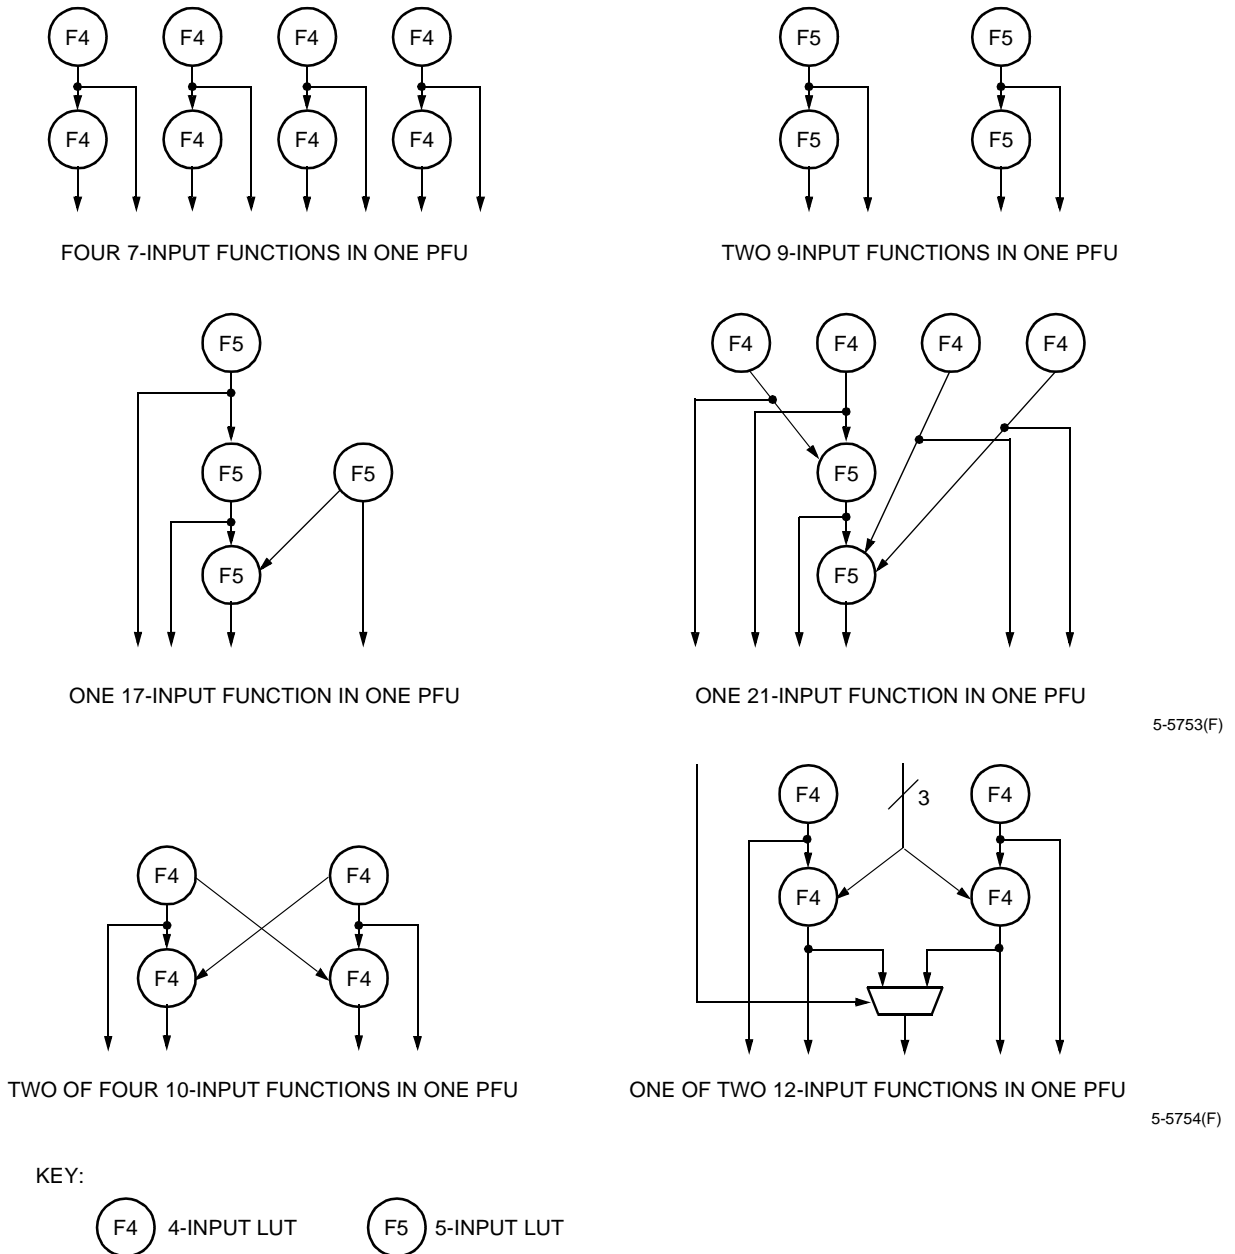 F4 F4 F4 F4 F5 F5
F4 F4 F4 F4 F5 F5
FOUR 7-INPUT FUNCTIONS IN ONE PFU
TWO 9-INPUT FUNCTIONS IN ONE PFU
F5 F4 F4 F4 F4
F5 F5 F5
F5 F5
ONE 17-INPUT FUNCTION IN ONE PFU
ONE 21-INPUT FUNCTION IN ONE PFU
5-5753(F)
F4 3 F4
F4 F4 F4 F4
F4 F4
TWO OF FOUR 10-INPUT FUNCTIONS IN ONE PFU
ONE OF TWO 12-INPUT FUNCTIONS IN ONE PFU
5-5754(F)
KEY:
F4 4-INPUT LUT F5 5-INPUT LUT